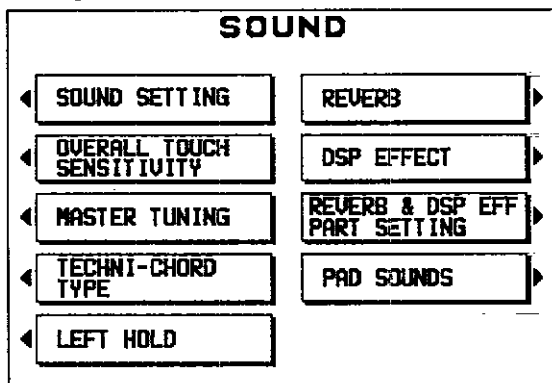 SOUND
SOUND SETTING
OVERALL TOUCH
SENSITIVITY
MASTER TUNING
TECHNI-CHORD
TYPE
LEFT HOLD
REVERB
DSP EFFECT
REVERB & DSP EFF
PART SETTING
PAD SOUNDS